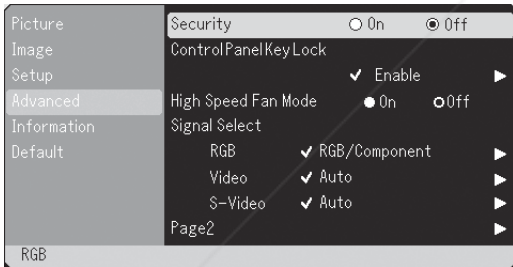 Picture
Image
Setup
Advanced
Information
Default
Security On Off
ControlPanelKeyLock
Enable
High Speed Fan Mode On Off
Signal Select
RGB RGB/Component
Video Auto
S-Video Auto
Page2
RGB